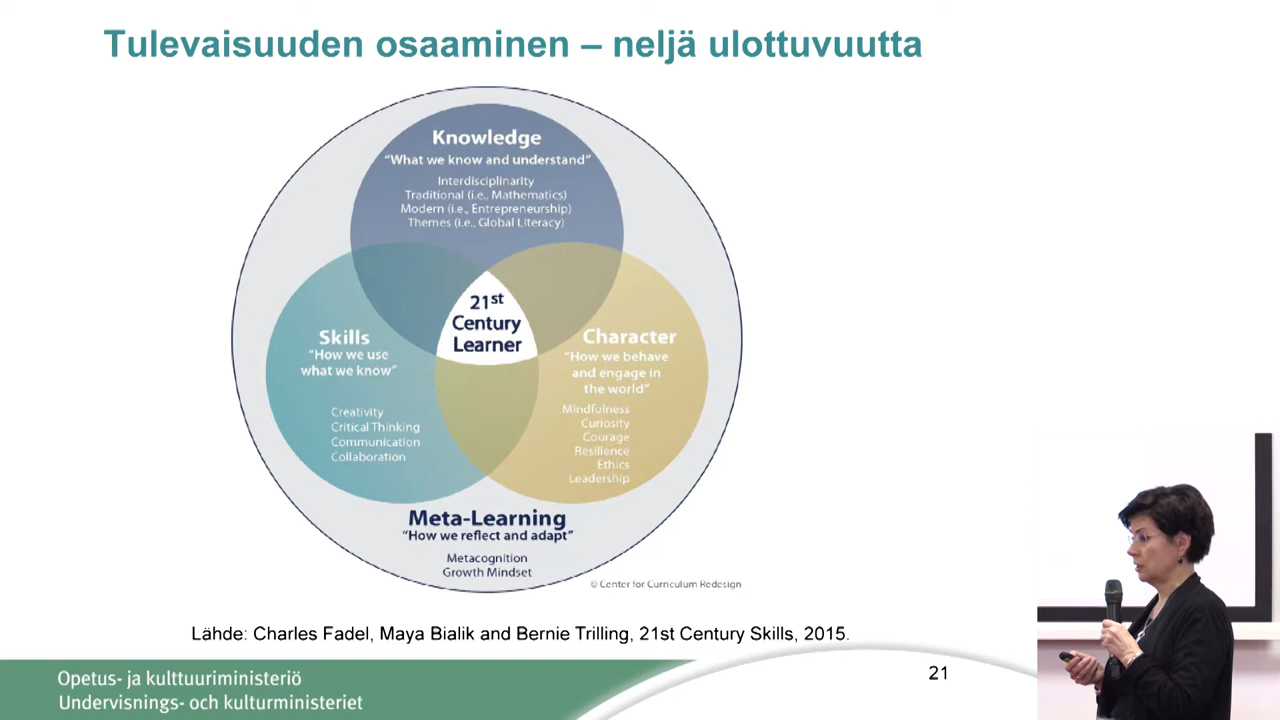 Tulevaisuuden osaaminen – neljä ulottuvuutta
Knowledge
“What we know and understand”
Interdisciplinarity
Traditional (i.e., Mathematics)
Modern (i.e., Entrepreneurship)
Themes (i.e., Global Literacy)
21st
Century
Learner
Skills
“How we use
what we know”
Creativity
Critical Thinking
Communication
Collaboration
Character
“How we behave
and engage in
the world”
Mindfulness
Curiosity
Courage
Resilience
Ethics
Leadership
Meta-Learning
“How we reflect and adapt”
Metacognition
Growth Mindset
© Center for Curriculum Redesign
Lähde: Charles Fadel, Maya Bialik and Bernie Trilling, 21st Century Skills, 2015.
Opetus- ja kulttuuriministeriö
Undervisnings- och kulturministeriet
21